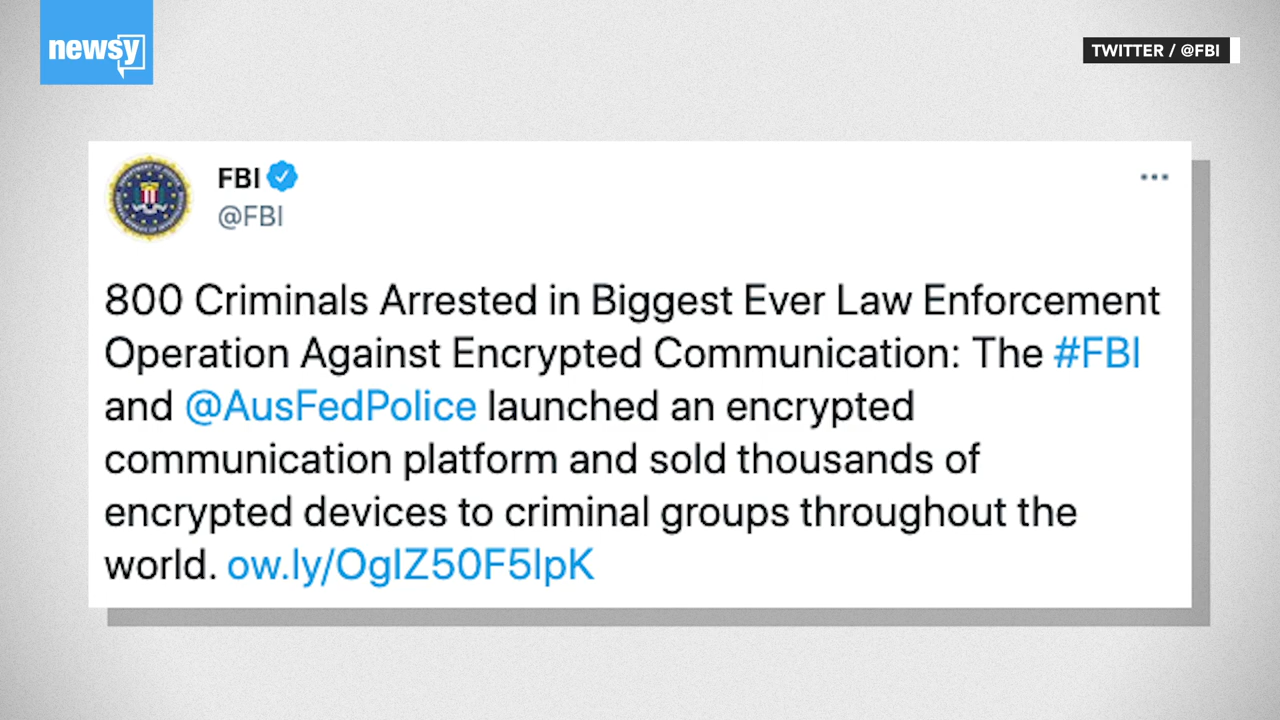 newsy
TWITTER / @FBI
FBI
@FBI
800 Criminals Arrested in Biggest Ever Law Enforcement
Operation Against Encrypted Communication: The #FBI
and @AusFedPolice launched an encrypted
communication platform and sold thousands of
encrypted devices to criminal groups throughout the
world. ow.ly/OgIZ50F5lpK